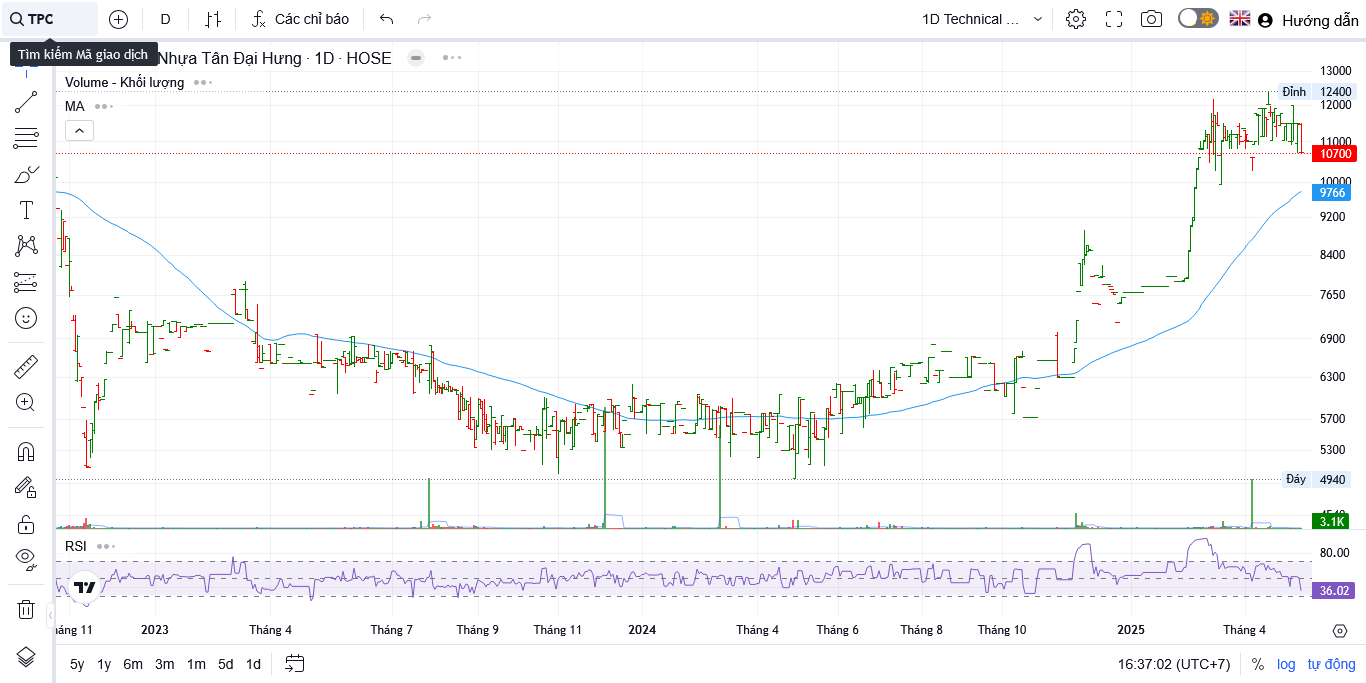 TPC
D
Các chỉ báo
1D Technical ...
Hướng dẫn
Tìm kiếm Mã giao dịch
Nhựa Tân Đại Hưng · 1D · HOSE
Volume - Khối lượng
MA
13000
Đỉnh 12400
12000
11000
10700
10000
9766
9200
8400
7650
6900
6300
5700
5300
Đáy 4940
4540
3.1K
RSI
80.00
36.02
háng 11
2023
Tháng 4
Tháng 7
Tháng 9
Tháng 11
2024
Tháng 4
Tháng 6
Tháng 8
Tháng 10
2025
Tháng 4
5y 1y 6m 3m 1m 5d 1d
16:37:02 (UTC+7)
%
log
tự động